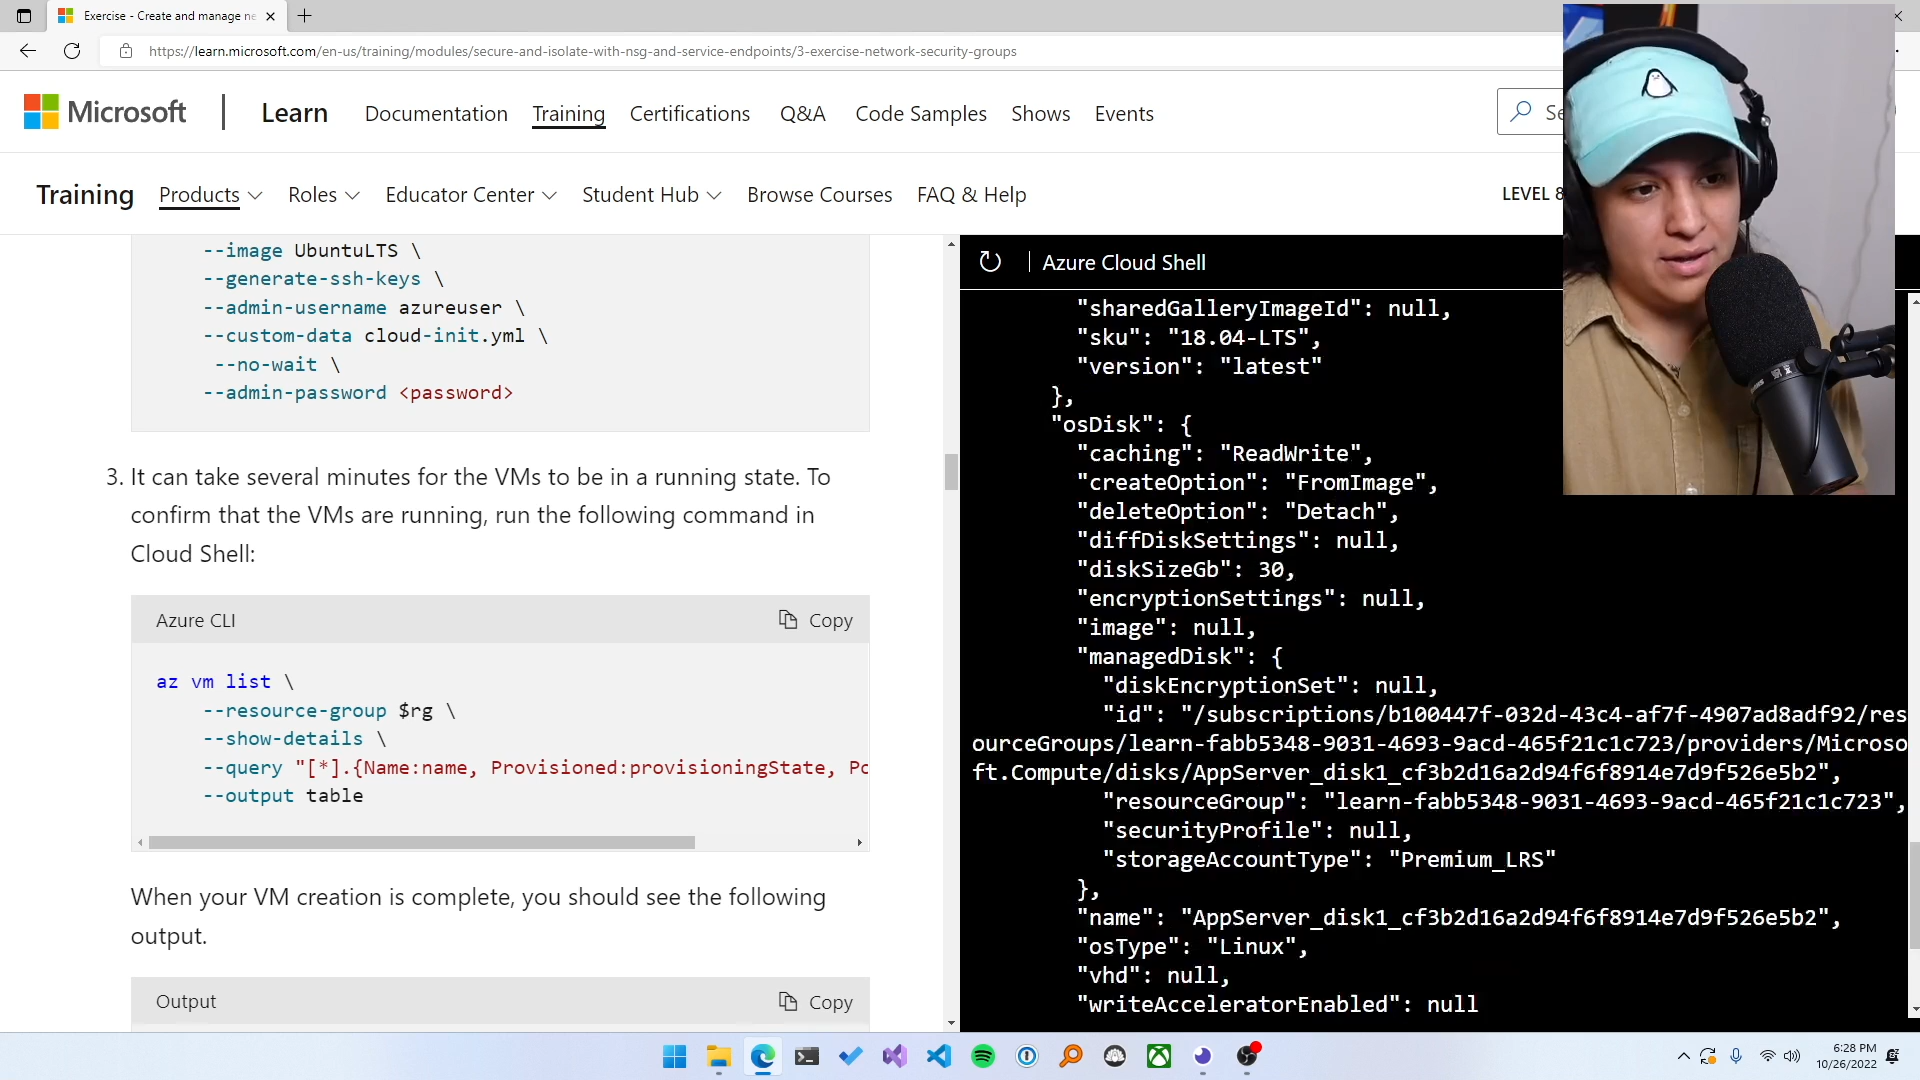 Exercise - Create and manage ne
https://learn.microsoft.com/en-us/training/modules/secure-and-isolate-with-nsg-and-service-endpoints/3-exercise-network-security-groups
Microsoft
Learn
Documentation
Training
Certifications
Q&A
Code Samples
Shows
Events
Se
Training
Products
Roles
Educator Center
Student Hub
Browse Courses
FAQ & Help
LEVEL 8
--image UbuntuLTS \
--generate-ssh-keys \
--admin-username azureuser \
--custom-data cloud-init.yml \
--no-wait \
--admin-password <password>
3. It can take several minutes for the VMs to be in a running state. To
confirm that the VMs are running, run the following command in
Cloud Shell:
Azure CLI
Copy
az vm list \
--resource-group $rg \
--show-details \
--query "[*].{Name:name, Provisioned:provisioningState, Po
--output table
When your VM creation is complete, you should see the following
output.
Output
Copy
Azure Cloud Shell
"sharedGalleryImageId": null,
"sku": "18.04-LTS",
"version": "latest"
},
"osDisk": {
"caching": "ReadWrite",
"createOption": "FromImage",
"deleteOption": "Detach",
"diffDiskSettings": null,
"diskSizeGb": 30,
"encryptionSettings": null,
"image": null,
"managedDisk": {
"diskEncryptionSet": null,
"id": "/subscriptions/b100447f-032d-43c4-af7f-4907ad8adf92/res
ourceGroups/learn-fabb5348-9031-4693-9acd-465f21c1c723/providers/Microso
ft.Compute/disks/AppServer_disk1_cf3b2d16a2d94f6f8914e7d9f526e5b2",
"resourceGroup": "learn-fabb5348-9031-4693-9acd-465f21c1c723",
"securityProfile": null,
"storageAccountType": "Premium_LRS"
},
"name": "AppServer_disk1_cf3b2d16a2d94f6f8914e7d9f526e5b2",
"osType": "Linux",
"vhd": null,
"writeAcceleratorEnabled": null
6:28 PM
10/26/2022